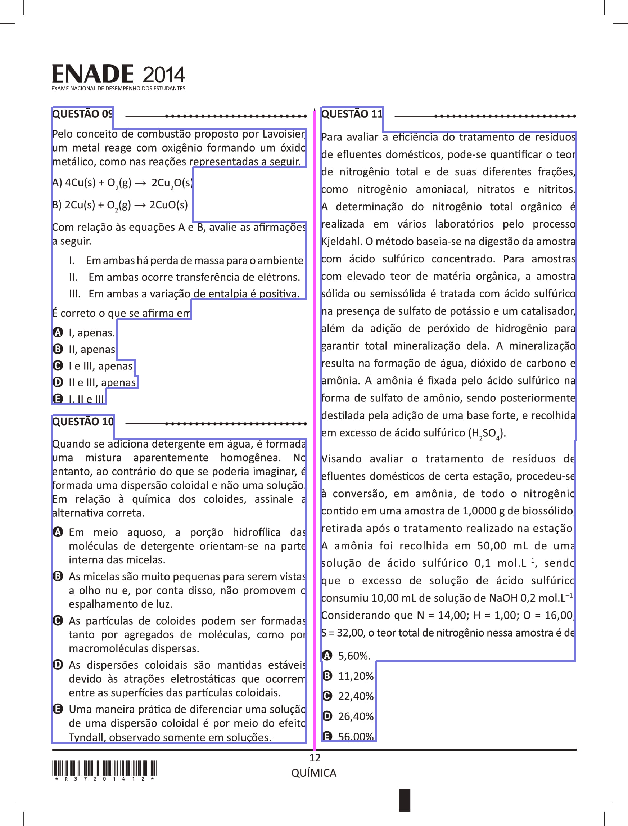 ENADE 2014
EXAME NACIONAL DE DESEMPENHO DOS ESTUDANTES
QUESTÃO 09
Pelo conceito de combustão proposto por Lavoisier,
um metal reage com oxigênio formando um óxido
metálico, como nas reações representadas a seguir.
A) 4Cu(s) + O2(g) → 2Cu2O(s)
B) 2Cu(s) + O2(g) → 2CuO(s)
Com relação às equações A e B, avalie as afirmações
a seguir.
I. Em ambas há perda de massa para o ambiente.
II. Em ambas ocorre transferência de elétrons.
III. Em ambas a variação de entalpia é positiva.
É correto o que se afirma em
A I, apenas.
B II, apenas.
C I e III, apenas.
D II e III, apenas.
E I, II e III.
QUESTÃO 10
Quando se adiciona detergente em água, é formada
uma mistura aparentemente homogênea. No
entanto, ao contrário do que se poderia imaginar, é
formada uma dispersão coloidal e não uma solução.
Em relação à química dos coloides, assinale a
alternativa correta.
A Em meio aquoso, a porção hidrofílica das
moléculas de detergente orientam-se na parte
interna das micelas.
B As micelas são muito pequenas para serem vistas
a olho nu e, por conta disso, não promovem o
espalhamento de luz.
C As partículas de coloides podem ser formadas
tanto por agregados de moléculas, como por
macromoléculas dispersas.
D As dispersões coloidais são mantidas estáveis
devido às atrações eletrostáticas que ocorrem
entre as superfícies das partículas coloidais.
E Uma maneira prática de diferenciar uma solução
de uma dispersão coloidal é por meio do efeito
Tyndall, observado somente em soluções.
QUESTÃO 11
Para avaliar a eficiência do tratamento de resíduos
de efluentes domésticos, pode-se quantificar o teor
de nitrogênio total e de suas diferentes frações,
como nitrogênio amoniacal, nitratos e nitritos.
A determinação do nitrogênio total orgânico é
realizada em vários laboratórios pelo processo
Kjeldahl. O método baseia-se na digestão da amostra
com ácido sulfúrico concentrado. Para amostras
com elevado teor de matéria orgânica, a amostra
sólida ou semissólida é tratada com ácido sulfúrico
na presença de sulfato de potássio e um catalisador,
além da adição de peróxido de hidrogênio para
garantir total mineralização dela. A mineralização
resulta na formação de água, dióxido de carbono e
amônia. A amônia é fixada pelo ácido sulfúrico na
forma de sulfato de amônio, sendo posteriormente
destilada pela adição de uma base forte, e recolhida
em excesso de ácido sulfúrico (H2SO4).
Visando avaliar o tratamento de resíduos de
efluentes domésticos de certa estação, procedeu-se
à conversão, em amônia, de todo o nitrogênio
contido em uma amostra de 1,0000 g de biossólido,
retirada após o tratamento realizado na estação.
A amônia foi recolhida em 50,00 mL de uma
solução de ácido sulfúrico 0,1 mol.L⁻¹, sendo
que o excesso de solução de ácido sulfúrico
consumiu 10,00 mL de solução de NaOH 0,2 mol.L⁻¹.
Considerando que N = 14,00; H = 1,00; O = 16,00;
S = 32,00, o teor total de nitrogênio nessa amostra é de
A 5,60%.
B 11,20%.
C 22,40%.
D 26,40%.
E 56,00%.
12
QUÍMICA
*R37201412*